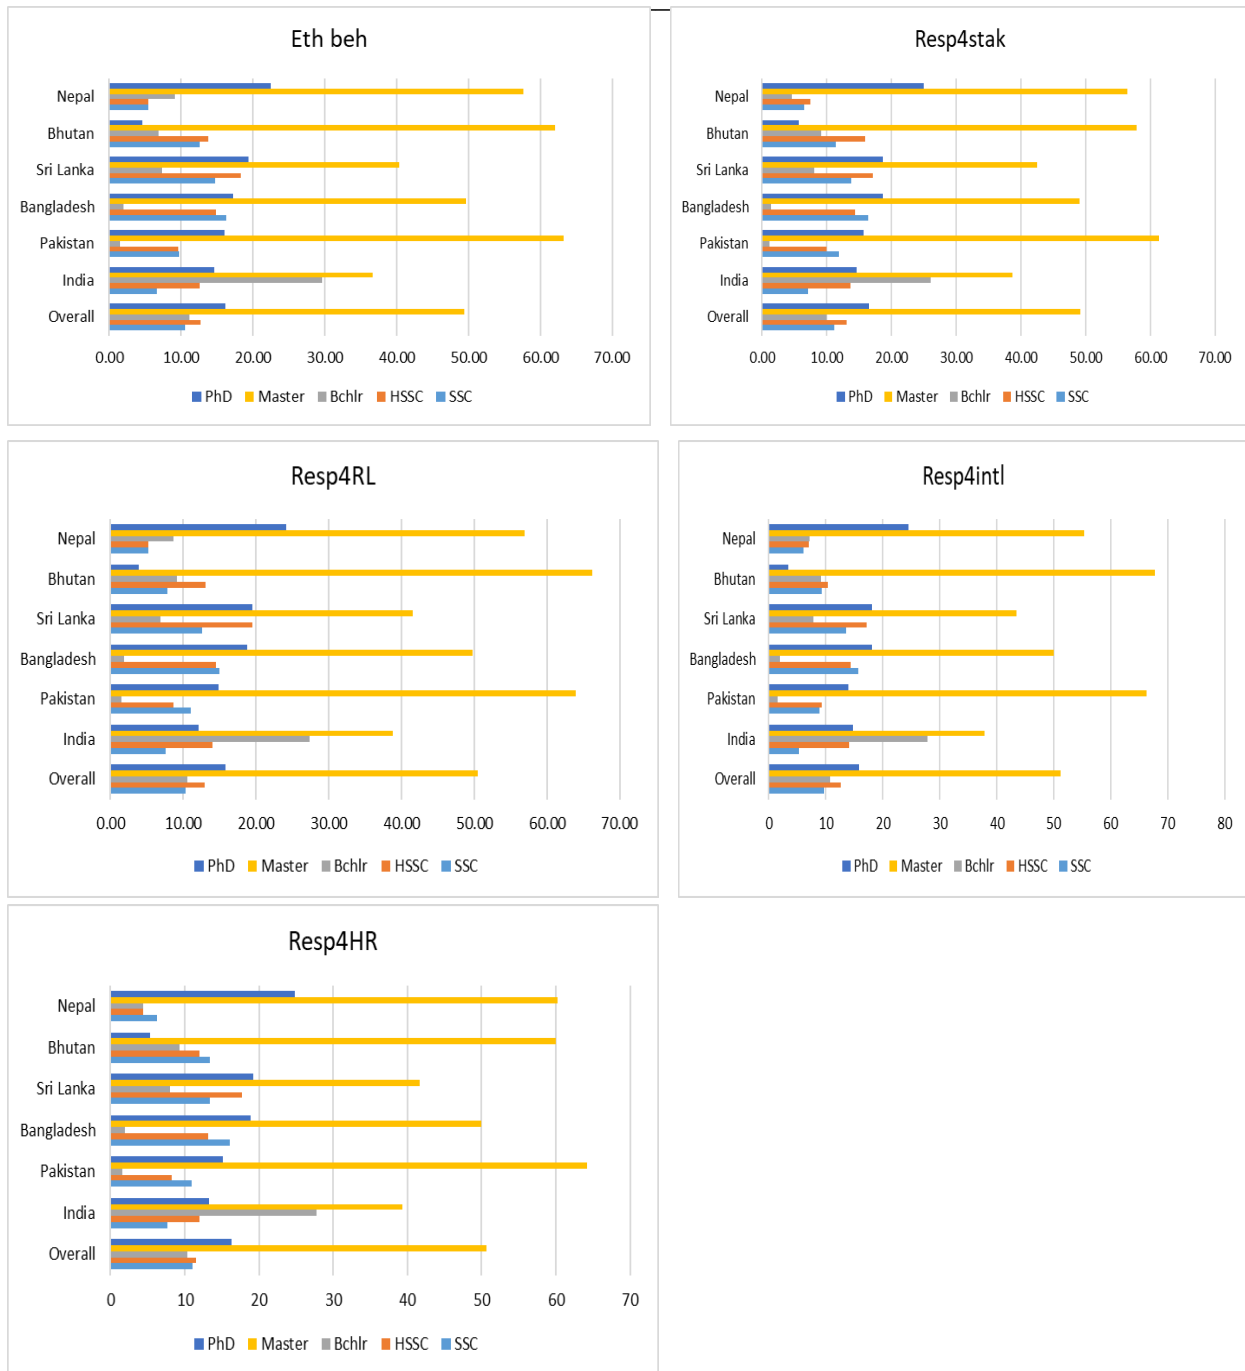 Eth beh
Nepal
Bhutan
Sri Lanka
Bangladesh
Pakistan
India
Overall
0.00 10.00 20.00 30.00 40.00 50.00 60.00 70.00
PhD Master Bchlr HSSC SSC
Resp4stak
Nepal
Bhutan
Sri Lanka
Bangladesh
Pakistan
India
Overall
0.00 10.00 20.00 30.00 40.00 50.00 60.00 70.00
PhD Master Bchlr HSSC SSC
Resp4RL
Nepal
Bhutan
Sri Lanka
Bangladesh
Pakistan
India
Overall
0.00 10.00 20.00 30.00 40.00 50.00 60.00 70.00
PhD Master Bchlr HSSC SSC
Resp4intl
Nepal
Bhutan
Sri Lanka
Bangladesh
Pakistan
India
Overall
0 10 20 30 40 50 60 70 80
PhD Master Bchlr HSSC SSC
Resp4HR
Nepal
Bhutan
Sri Lanka
Bangladesh
Pakistan
India
Overall
0 10 20 30 40 50 60 70
PhD Master Bchlr HSSC SSC